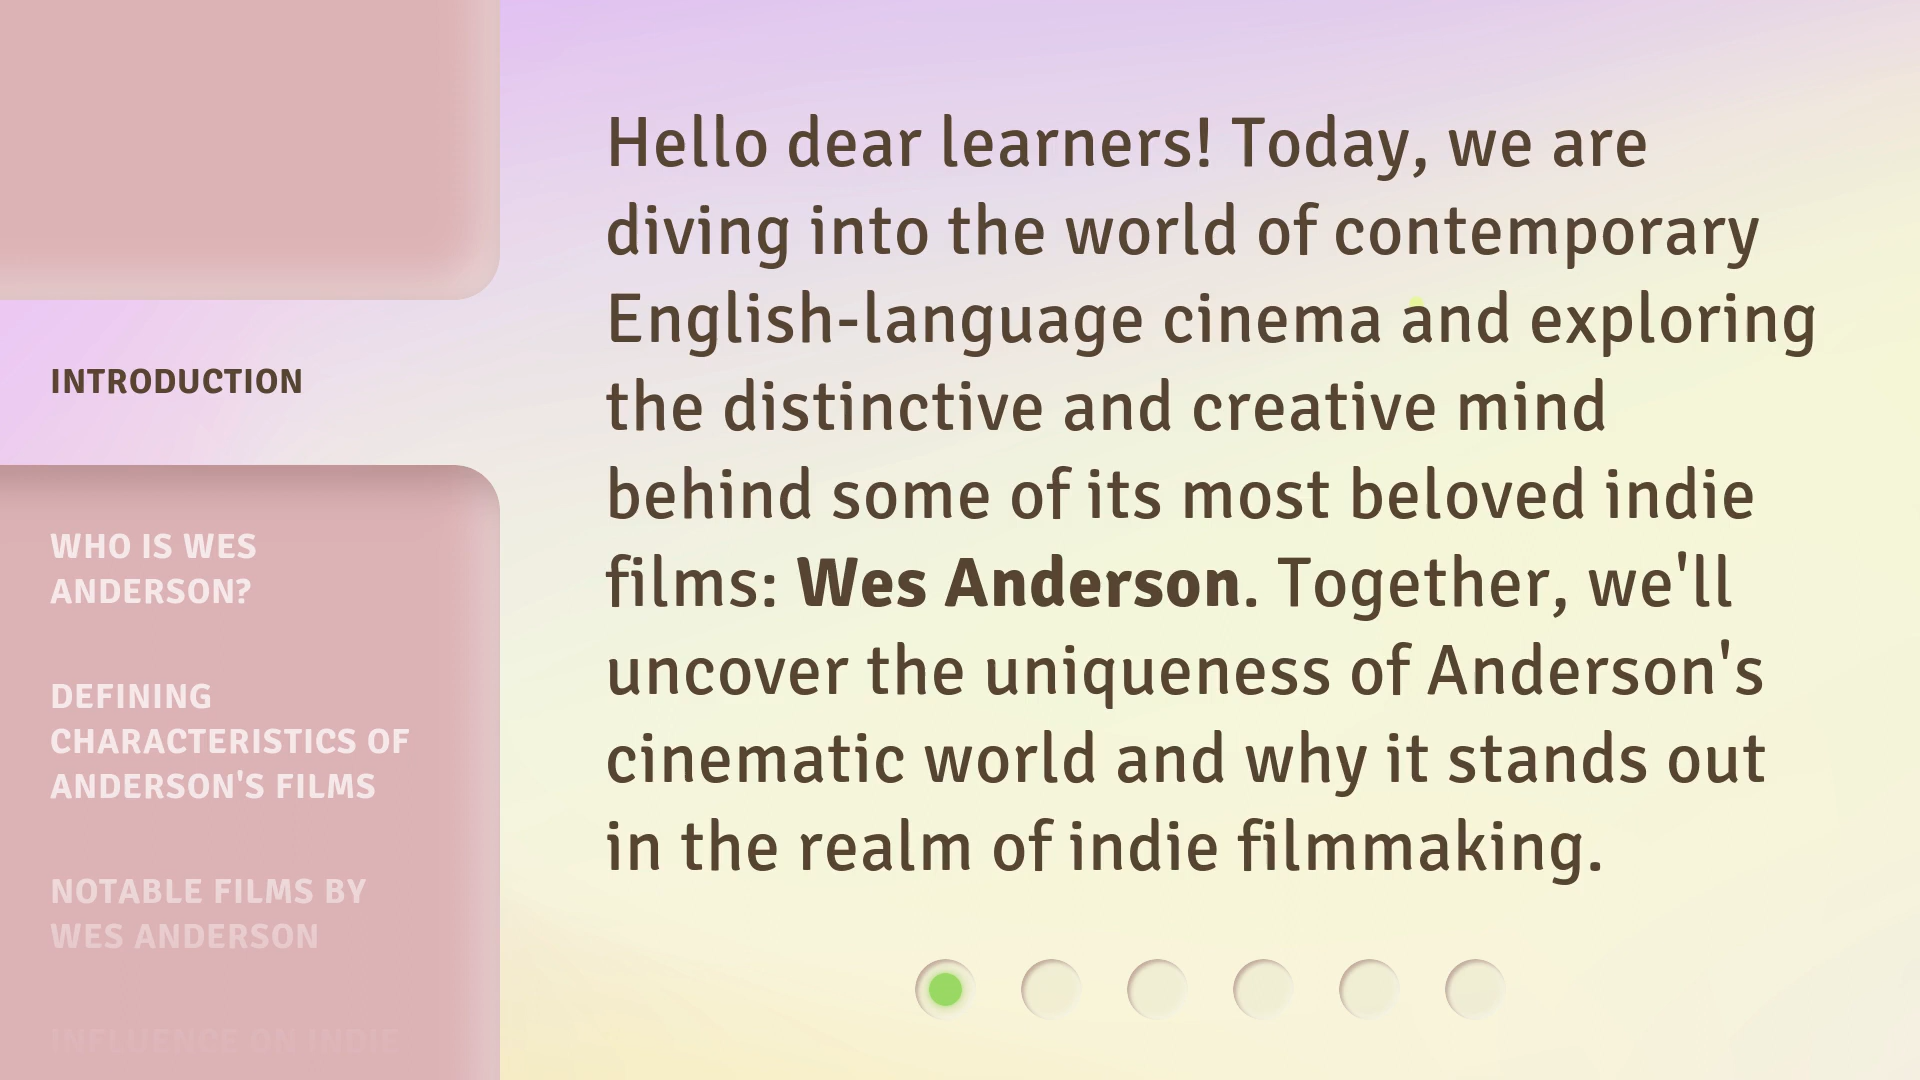 INTRODUCTION
WHO IS WES
ANDERSON?
DEFINING
CHARACTERISTICS OF
ANDERSON'S FILMS
NOTABLE FILMS BY
WES ANDERSON
INFLUENCE ON INDIE
Hello dear learners! Today, we are
diving into the world of contemporary
English-language cinema and exploring
the distinctive and creative mind
behind some of its most beloved indie
films: Wes Anderson. Together, we'll
uncover the uniqueness of Anderson's
cinematic world and why it stands out
in the realm of indie filmmaking.